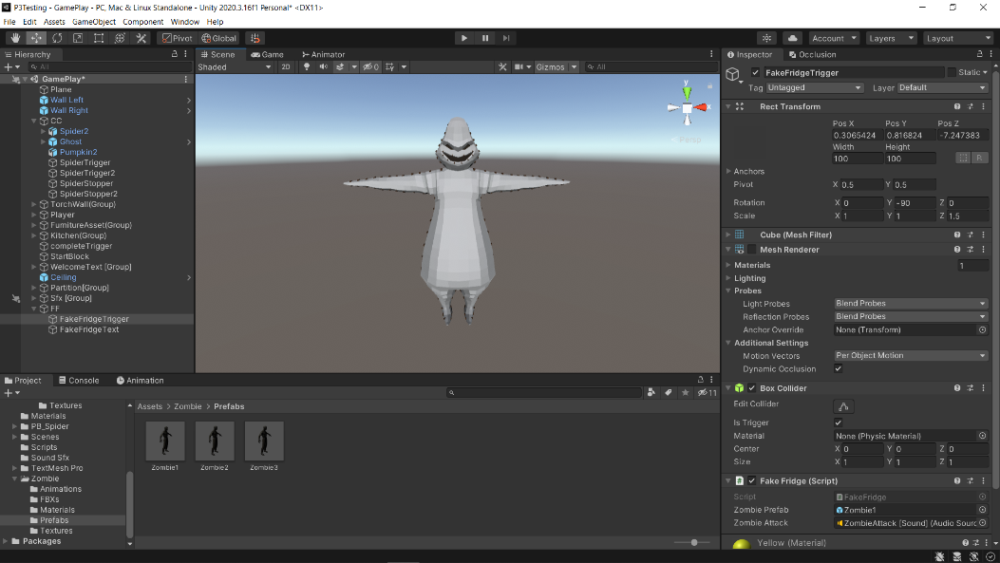 P3Testing - GamePlay - PC, Mac & Linux Standalone - Unity 2020.3.16f1 Personal* <DX11>
File Edit Assets GameObject Component Window Help
Pivot Global Account Layers Layout
Hierarchy
All
GamePlay*
Plane
Wall Left
Wall Right
CC
Spider2
Ghost
Pumpkin2
SpiderTrigger
SpiderTrigger2
SpiderStopper
SpiderStopper2
TorchWall(Group)
Player
FurnitureAsset(Group)
Kitchen(Group)
completeTrigger
StartBlock
WelcomeText [Group]
Ceiling
Partition[Group]
Sfx [Group]
FF
FakeFridgeTrigger
FakeFridgeText
Scene Game Animator
Shaded 2D 0 Gizmos All
y
x
Persp
Inspector Occlusion
FakeFridgeTrigger Static
Tag Untagged Layer Default
Rect Transform
Pos X Pos Y Pos Z
0.3065424 0.816824 -7.247383
Width Height
100 100 R
Anchors
Pivot X 0.5 Y 0.5
Rotation X 0 Y -90 Z 0
Scale X 1 Y 1 Z 1.5
Cube (Mesh Filter)
Mesh Renderer
Materials 1
Lighting
Probes
Light Probes Blend Probes
Reflection Probes Blend Probes
Anchor Override None (Transform)
Additional Settings
Motion Vectors Per Object Motion
Dynamic Occlusion
Box Collider
Edit Collider
Is Trigger
Material None (Physic Material)
Center X 0 Y 0 Z 0
Size X 1 Y 1 Z 1
Fake Fridge (Script)
Script FakeFridge
Zombie Prefab Zombie1
Zombie Attack ZombieAttack [Sound] (Audio Sourc
Yellow (Material)
Project Console Animation
11
Textures
Materials
PB_Spider
Scenes
Scripts
Sound Sfx
TextMesh Pro
Zombie
Animations
FBXs
Materials
Prefabs
Textures
Packages
Assets > Zombie > Prefabs
Zombie1 Zombie2 Zombie3